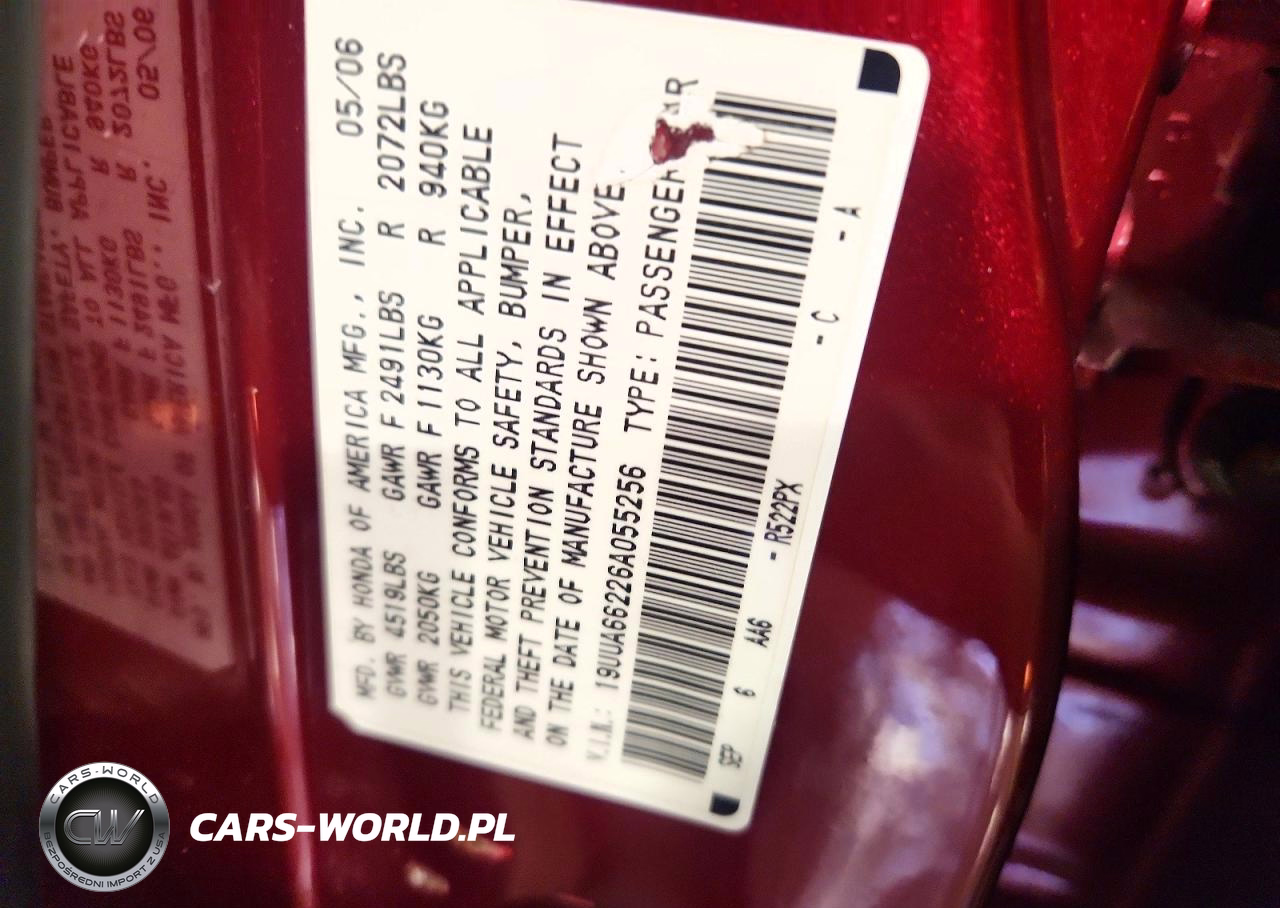 MFD. BY HONDA OF AMERICA MFG., INC. 05/06
GVWR 4519LBS GAWR F 2491LBS R 2072LBS
GVWR 2050KG GAWR F 1130KG R 940KG
THIS VEHICLE CONFORMS TO ALL APPLICABLE
FEDERAL MOTOR VEHICLE SAFETY, BUMPER,
AND THEFT PREVENTION STANDARDS IN EFFECT
ON THE DATE OF MANUFACTURE SHOWN ABOVE.
V.I.N.: 19UUA66226A055256 TYPE: PASSENGER
SEP 6 AA6 - R522PX - C - A
CARS-WORLD
CW
BEZPOŚREDNI IMPORT Z USA
CARS-WORLD.PL